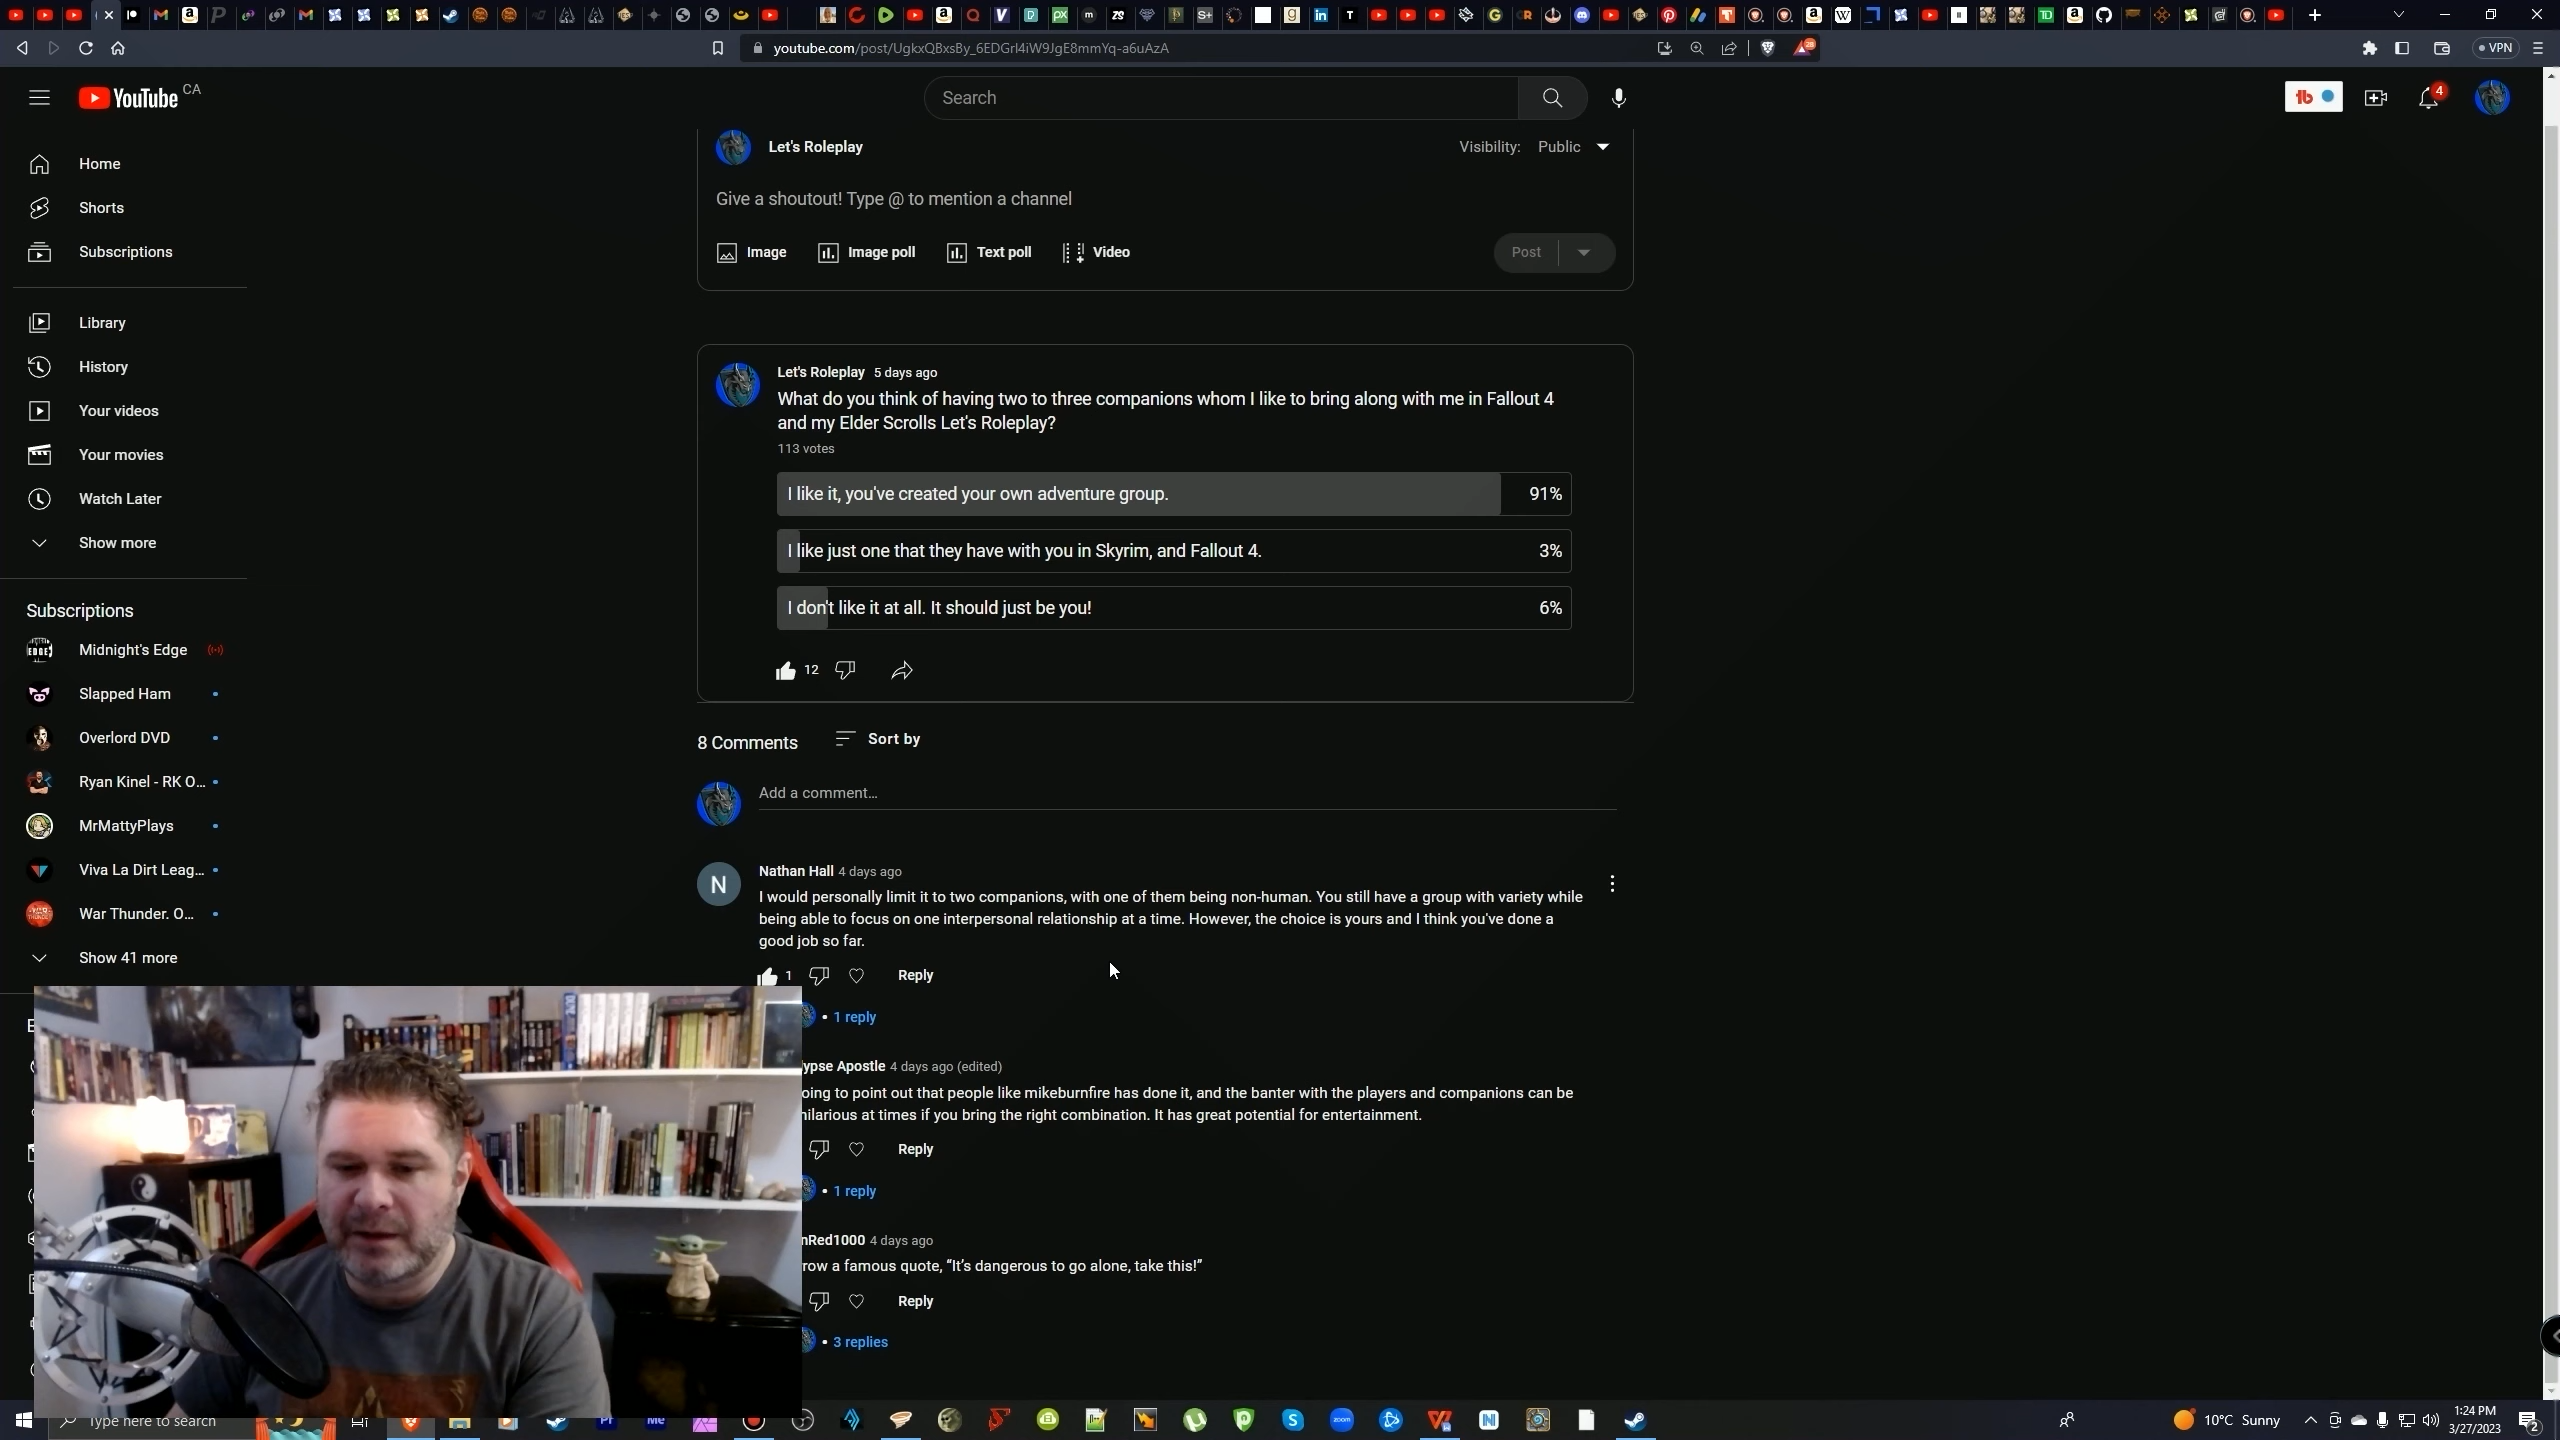 youtube.com/post/UgkxQBxsBy_6EDGrl4iW9JgE8mmYq-a6uAzA
VPN
YouTube CA
Search
4
Home
Shorts
Subscriptions
Library
History
Your videos
Your movies
Watch Later
Show more
Subscriptions
Midnight's Edge
Slapped Ham
Overlord DVD
Ryan Kinel - RK O...
MrMattyPlays
Viva La Dirt Leag...
War Thunder. O...
Show 41 more
Let's Roleplay
Visibility: Public
Give a shoutout! Type @ to mention a channel
Image
Image poll
Text poll
Video
Post
Let's Roleplay 5 days ago
What do you think of having two to three companions whom I like to bring along with me in Fallout 4
and my Elder Scrolls Let's Roleplay?
113 votes
I like it, you've created your own adventure group. 91%
I like just one that they have with you in Skyrim, and Fallout 4. 3%
I don't like it at all. It should just be you! 6%
12
8 Comments
Sort by
Add a comment...
N
Nathan Hall 4 days ago
I would personally limit it to two companions, with one of them being non-human. You still have a group with variety while
being able to focus on one interpersonal relationship at a time. However, the choice is yours and I think you've done a
good job so far.
1
Reply
1 reply
ypse Apostle 4 days ago (edited)
oing to point out that people like mikeburnfire has done it, and the banter with the players and companions can be
hilarious at times if you bring the right combination. It has great potential for entertainment.
Reply
1 reply
nRed1000 4 days ago
row a famous quote, “It’s dangerous to go alone, take this!”
Reply
3 replies
Type here to search
10°C Sunny
1:24 PM
3/27/2023
2